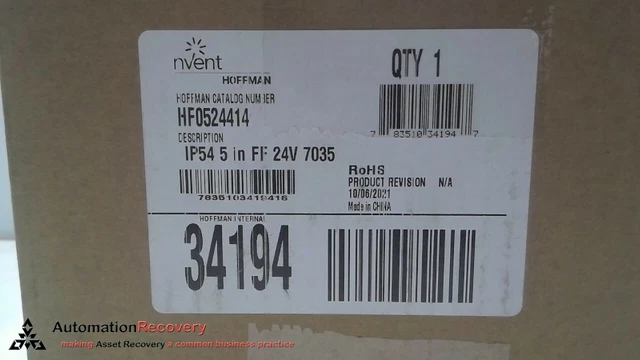 nvent
HOFFMAN
QTY 1
HOFFMAN CATALOG NUMBER
HF0524414
7 83510 34194 7
DESCRIPTION
IP54 5 in FF 24V 7035
RoHS
PRODUCT REVISION N/A
10/06/2021
Made in CHINA
HOFFMAN INTERNAL
34194
AutomationRecovery
making Asset Recovery a common business practice